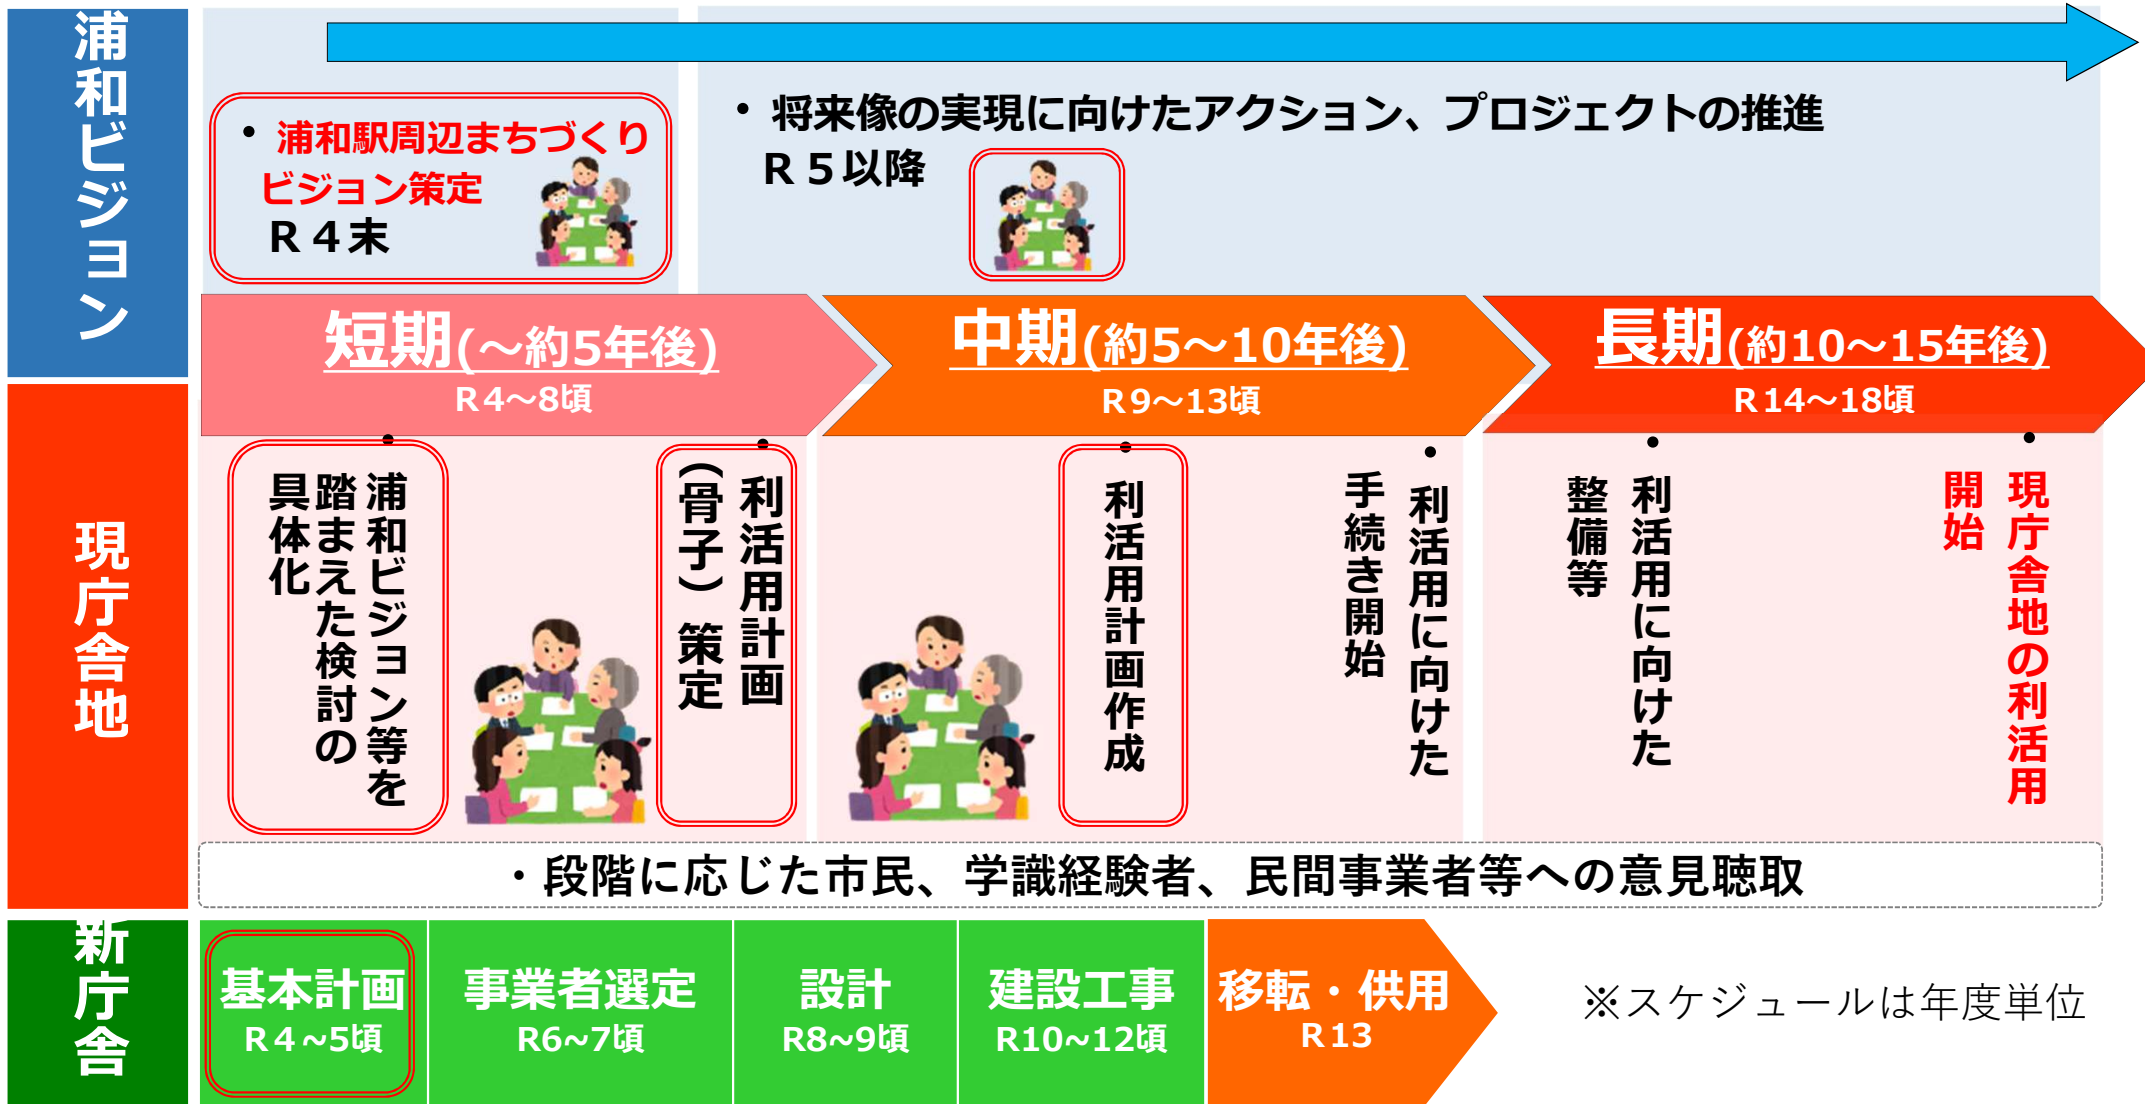 浦和ビジョン
・浦和駅周辺まちづくり
ビジョン策定
R４末
・将来像の実現に向けたアクション、プロジェクトの推進
R５以降
短期(～約5年後)
R4～8頃
中期(約5～10年後)
R9～13頃
長期(約10～15年後)
R14～18頃
現庁舎地
・浦和ビジョン等を
踏まえた検討の
具体化
・利活用計画
（骨子）策定
・利活用計画作成
・利活用に向けた
手続き開始
・利活用に向けた
整備等
・現庁舎地の利活用
開始
・段階に応じた市民、学識経験者、民間事業者等への意見聴取
新庁舎
基本計画
R４~5頃
事業者選定
R6~7頃
設計
R8~9頃
建設工事
R10~12頃
移転・供用
R13
※スケジュールは年度単位